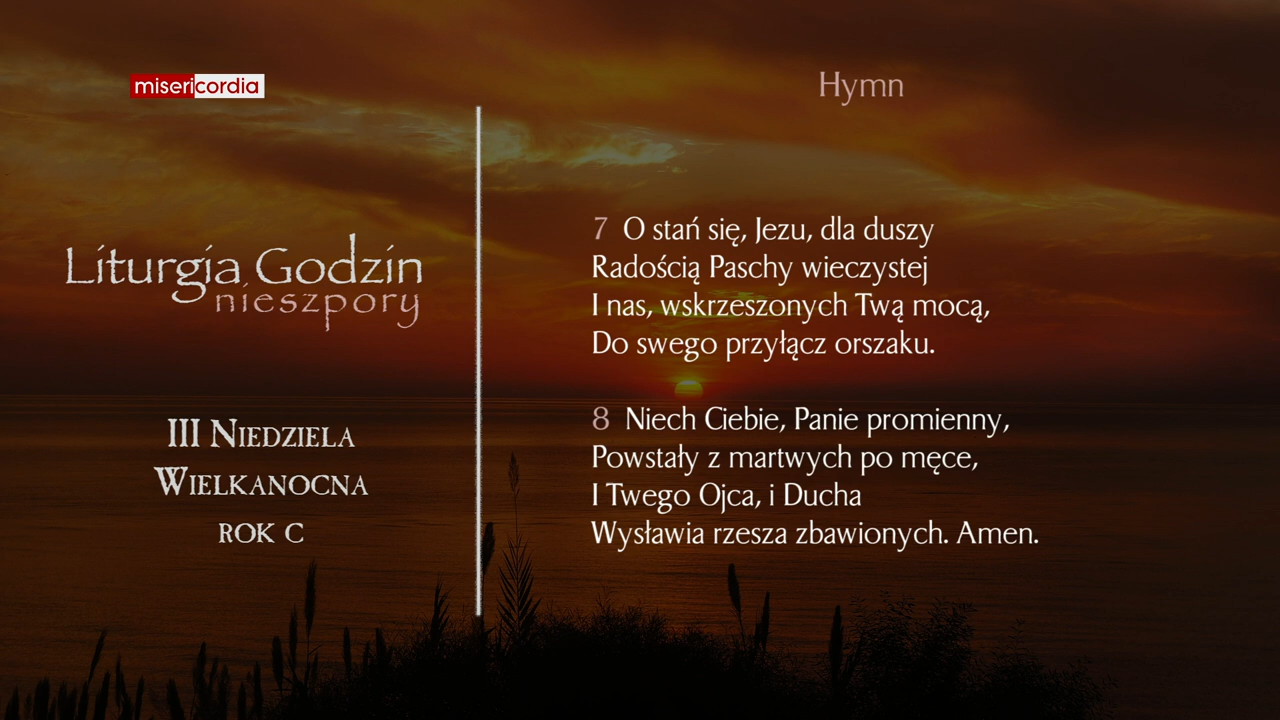 misericordia
Liturgia Godzin
nieszpory
III Niedziela
Wielkanocna
rok C
Hymn
7 O stań się, Jezu, dla duszy
Radością Paschy wieczystej
I nas, wskrzeszonych Twą mocą,
Do swego przyłącz orszaku.
8 Niech Ciebie, Panie promienny,
Powstały z martwych po męce,
I Twego Ojca, i Ducha
Wysławia rzesza zbawionych. Amen.